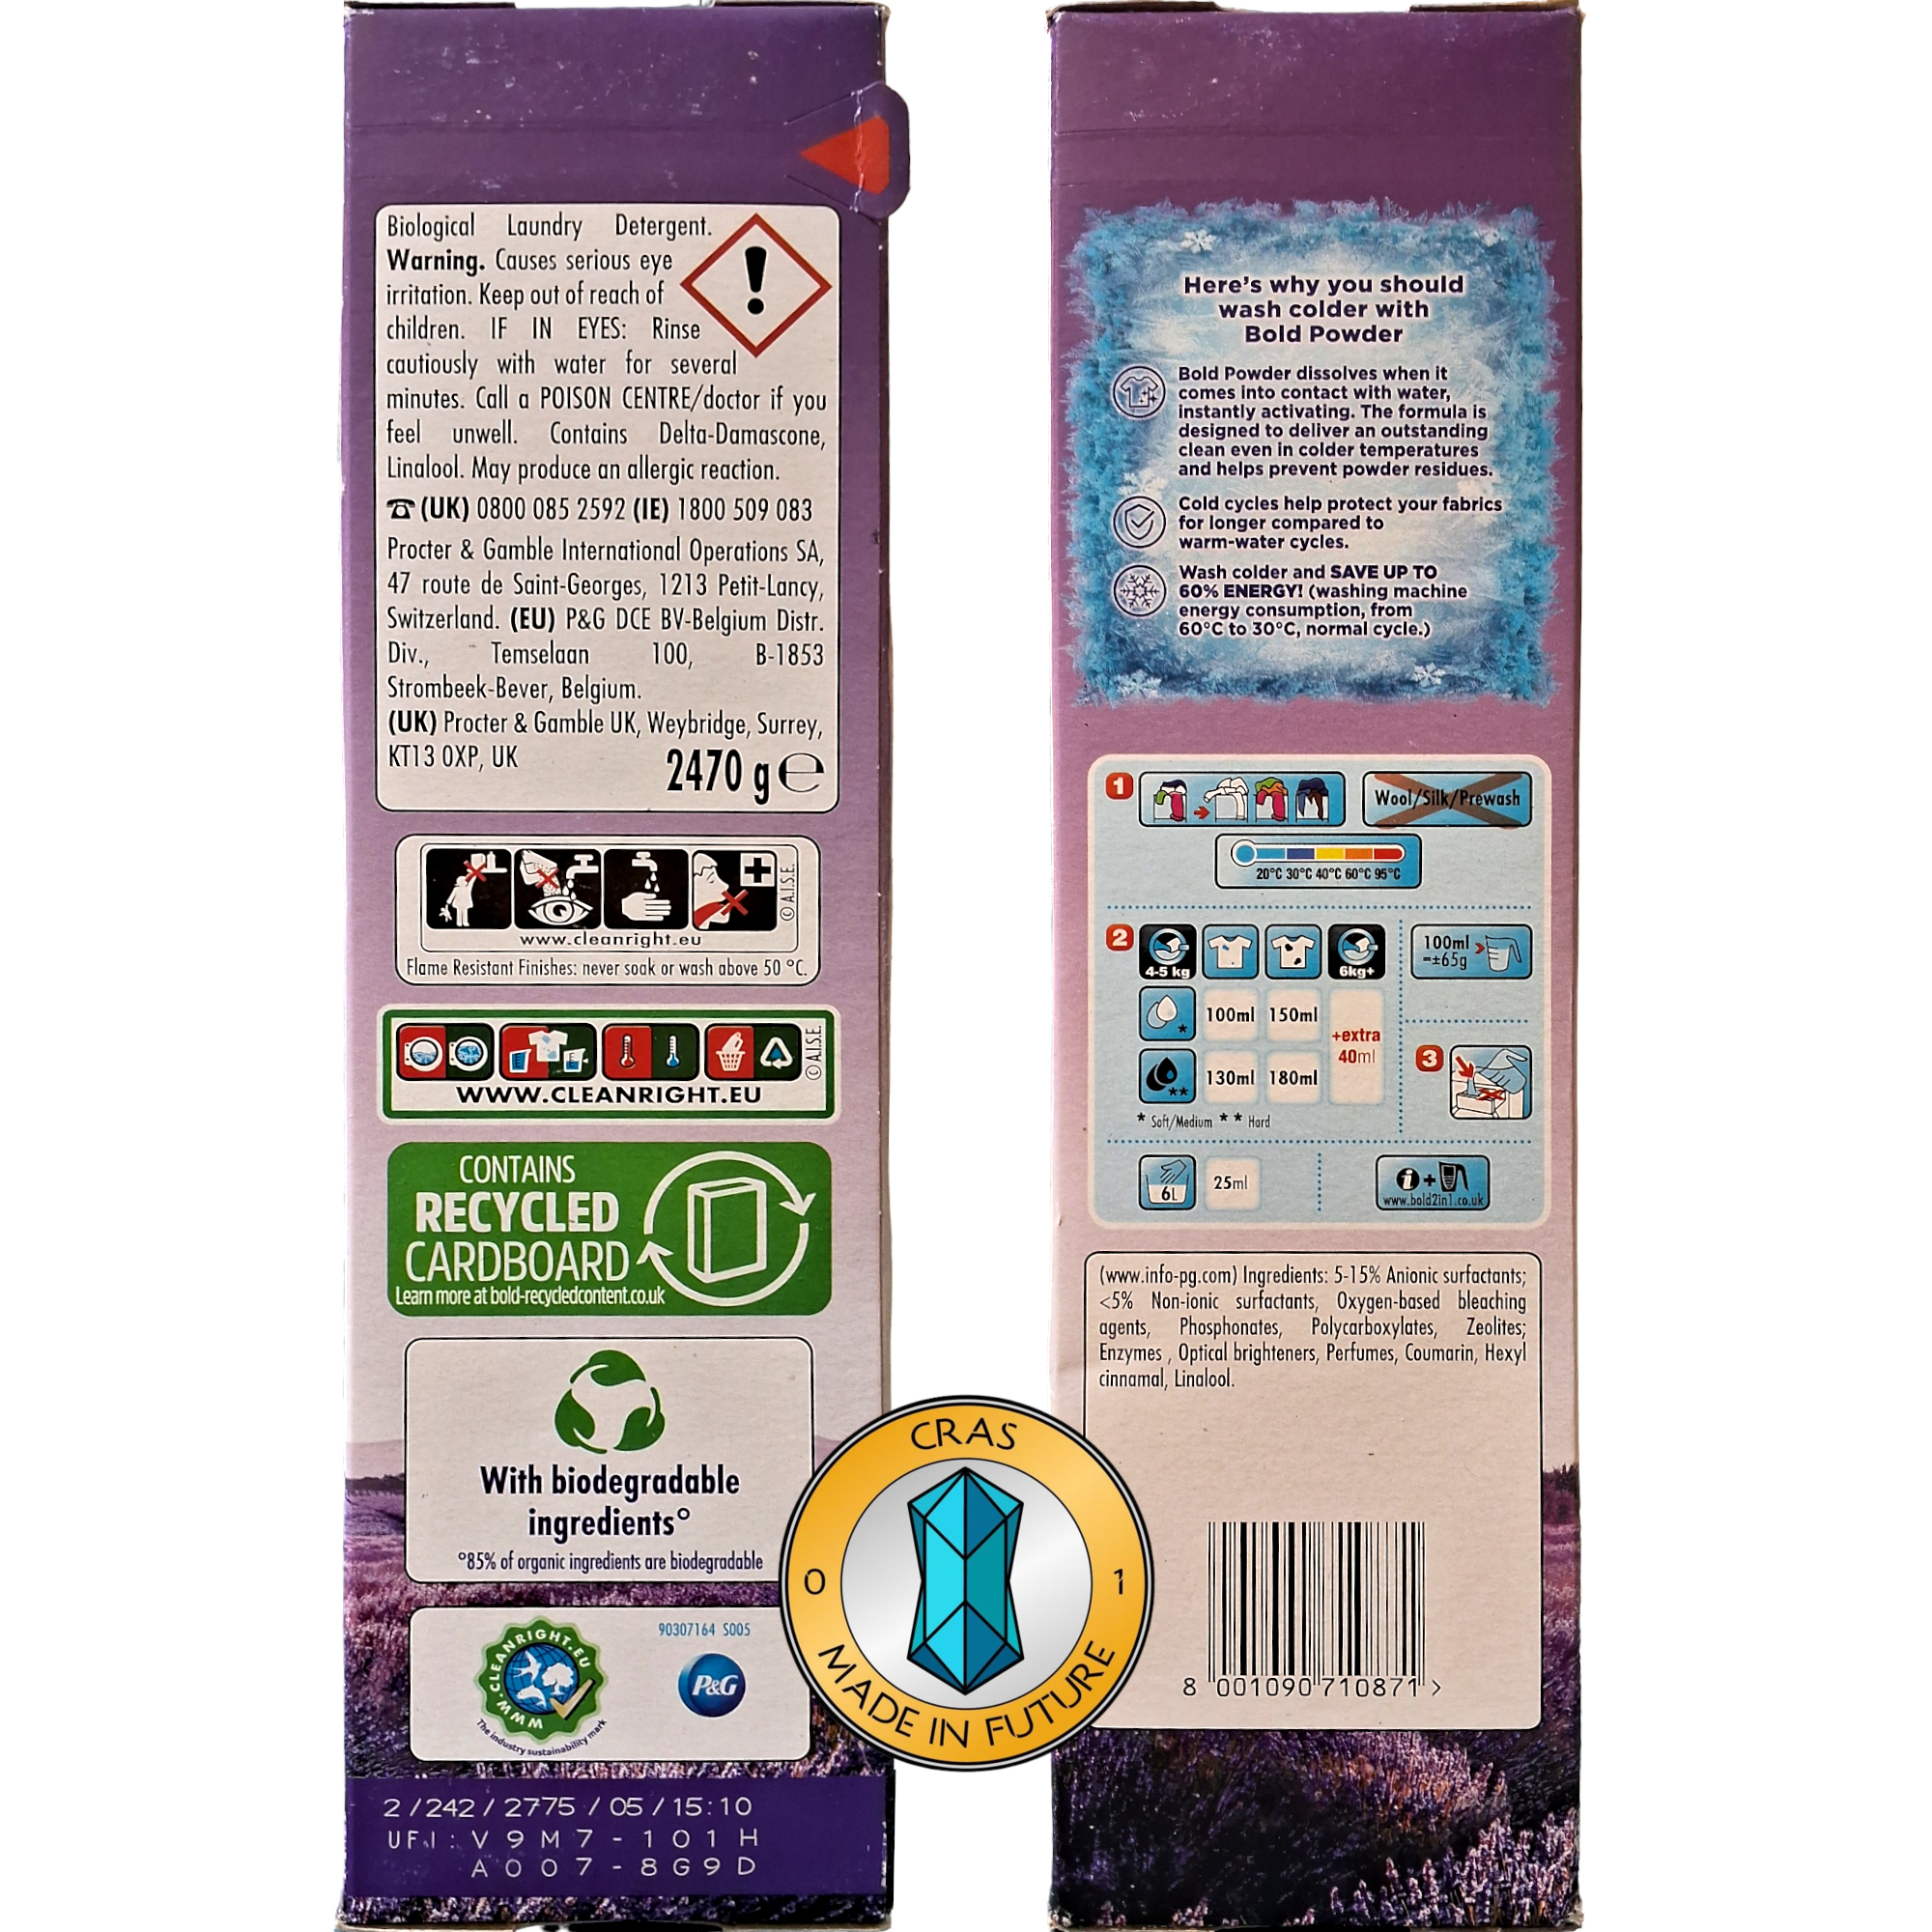 Biological Laundry Detergent.
Warning. Causes serious eye
irritation. Keep out of reach of
children. IF IN EYES: Rinse
cautiously with water for several
minutes. Call a POISON CENTRE/doctor if you
feel unwell. Contains Delta-Damascone,
Linalool. May produce an allergic reaction.
(UK) 0800 085 2592 (IE) 1800 509 083
Procter & Gamble International Operations SA,
47 route de Saint-Georges, 1213 Petit-Lancy,
Switzerland. (EU) P&G DCE BV-Belgium Distr.
Div., Temselaan 100, B-1853
Strombeek-Bever, Belgium.
(UK) Procter & Gamble UK, Weybridge, Surrey,
KT13 0XP, UK
2470 g ℮
© A.I.S.E.
www.cleanright.eu
Flame Resistant Finishes: never soak or wash above 50 °C.
© A.I.S.E.
WWW.CLEANRIGHT.EU
CONTAINS
RECYCLED
CARDBOARD
Learn more at bold-recycledcontent.co.uk
With biodegradable
ingredients°
°85% of organic ingredients are biodegradable
WWW.CLEANRIGHT.EU
The industry sustainability mark
90307164 S005
P&G
2 / 242 / 2775 / 05 / 15:10
UFI: V9M7-101H
A007-8G9D
CRAS
0 1
MADE IN FUTURE
Here's why you should
wash colder with
Bold Powder
Bold Powder dissolves when it
comes into contact with water,
instantly activating. The formula is
designed to deliver an outstanding
clean even in colder temperatures
and helps prevent powder residues.
Cold cycles help protect your fabrics
for longer compared to
warm-water cycles.
Wash colder and SAVE UP TO
60% ENERGY! (washing machine
energy consumption, from
60°C to 30°C, normal cycle.)
1
Wool/Silk/Prewash
20°C 30°C 40°C 60°C 95°C
2
4-5 kg 6kg+
100ml
=±65g
* 100ml 150ml
+extra
40ml
** 130ml 180ml
3
* Soft/Medium * * Hard
6L 25ml
i +
www.bold2in1.co.uk
(www.info-pg.com) Ingredients: 5-15% Anionic surfactants;
<5% Non-ionic surfactants, Oxygen-based bleaching
agents, Phosphonates, Polycarboxylates, Zeolites;
Enzymes , Optical brighteners, Perfumes, Coumarin, Hexyl
cinnamal, Linalool.
8 001090 710871 >